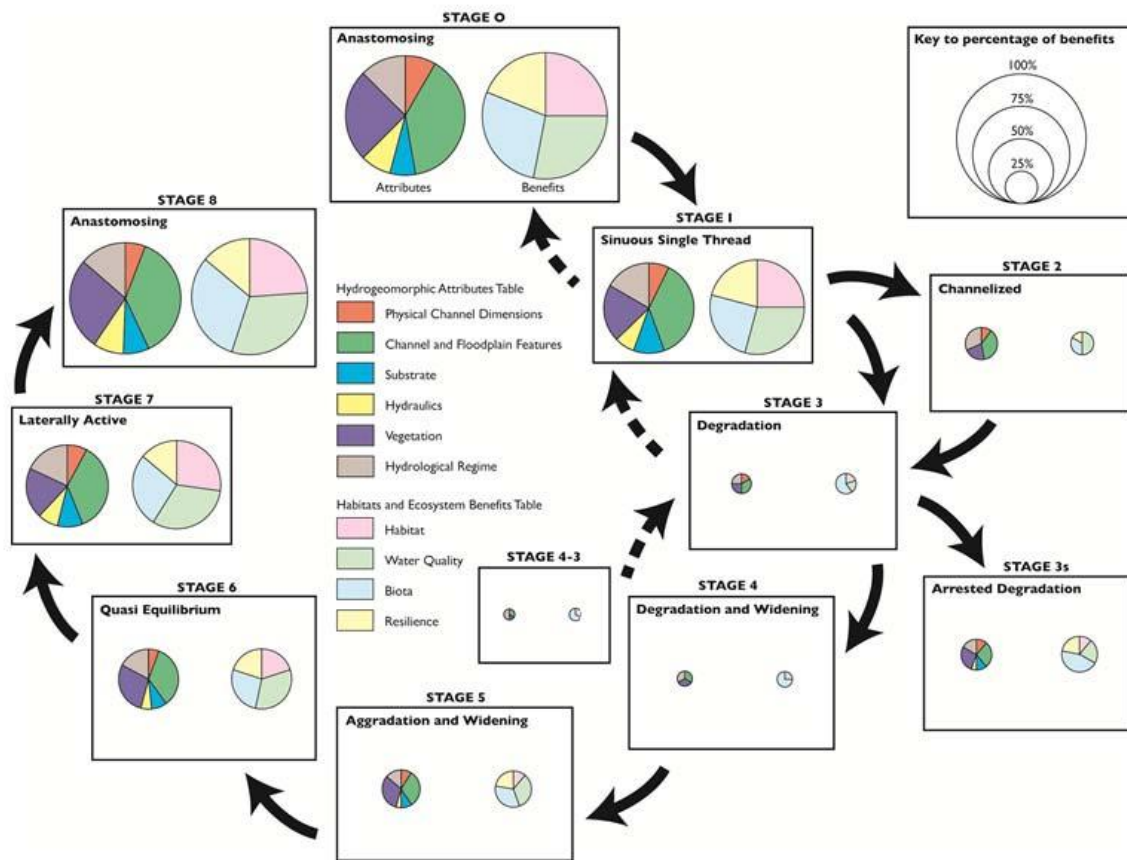 STAGE O
Anastomosing
Attributes
Benefits
Key to percentage of benefits
100%
75%
50%
25%
STAGE 8
Anastomosing
STAGE 1
Sinuous Single Thread
STAGE 2
Channelized
Hydrogeomorphic Attributes Table
Physical Channel Dimensions
Channel and Floodplain Features
Substrate
Hydraulics
Vegetation
Hydrological Regime
Habitats and Ecosystem Benefits Table
Habitat
Water Quality
Biota
Resilience
STAGE 7
Laterally Active
STAGE 3
Degradation
STAGE 4-3
STAGE 3s
Arrested Degradation
STAGE 6
Quasi Equilibrium
STAGE 4
Degradation and Widening
STAGE 5
Aggradation and Widening